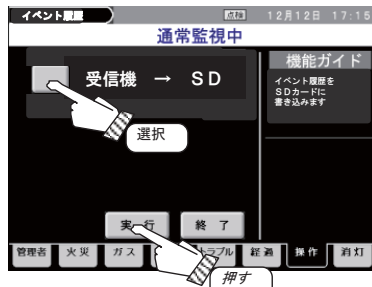 イベント履歴
点検
12月12日 17:15
通常監視中
受信機 → SD
選択
機能ガイド
イベント履歴を
SDカードに
書き込みます
実行
終了
管理者
火災
ガス
トラブル
経過
操作
消灯
押す